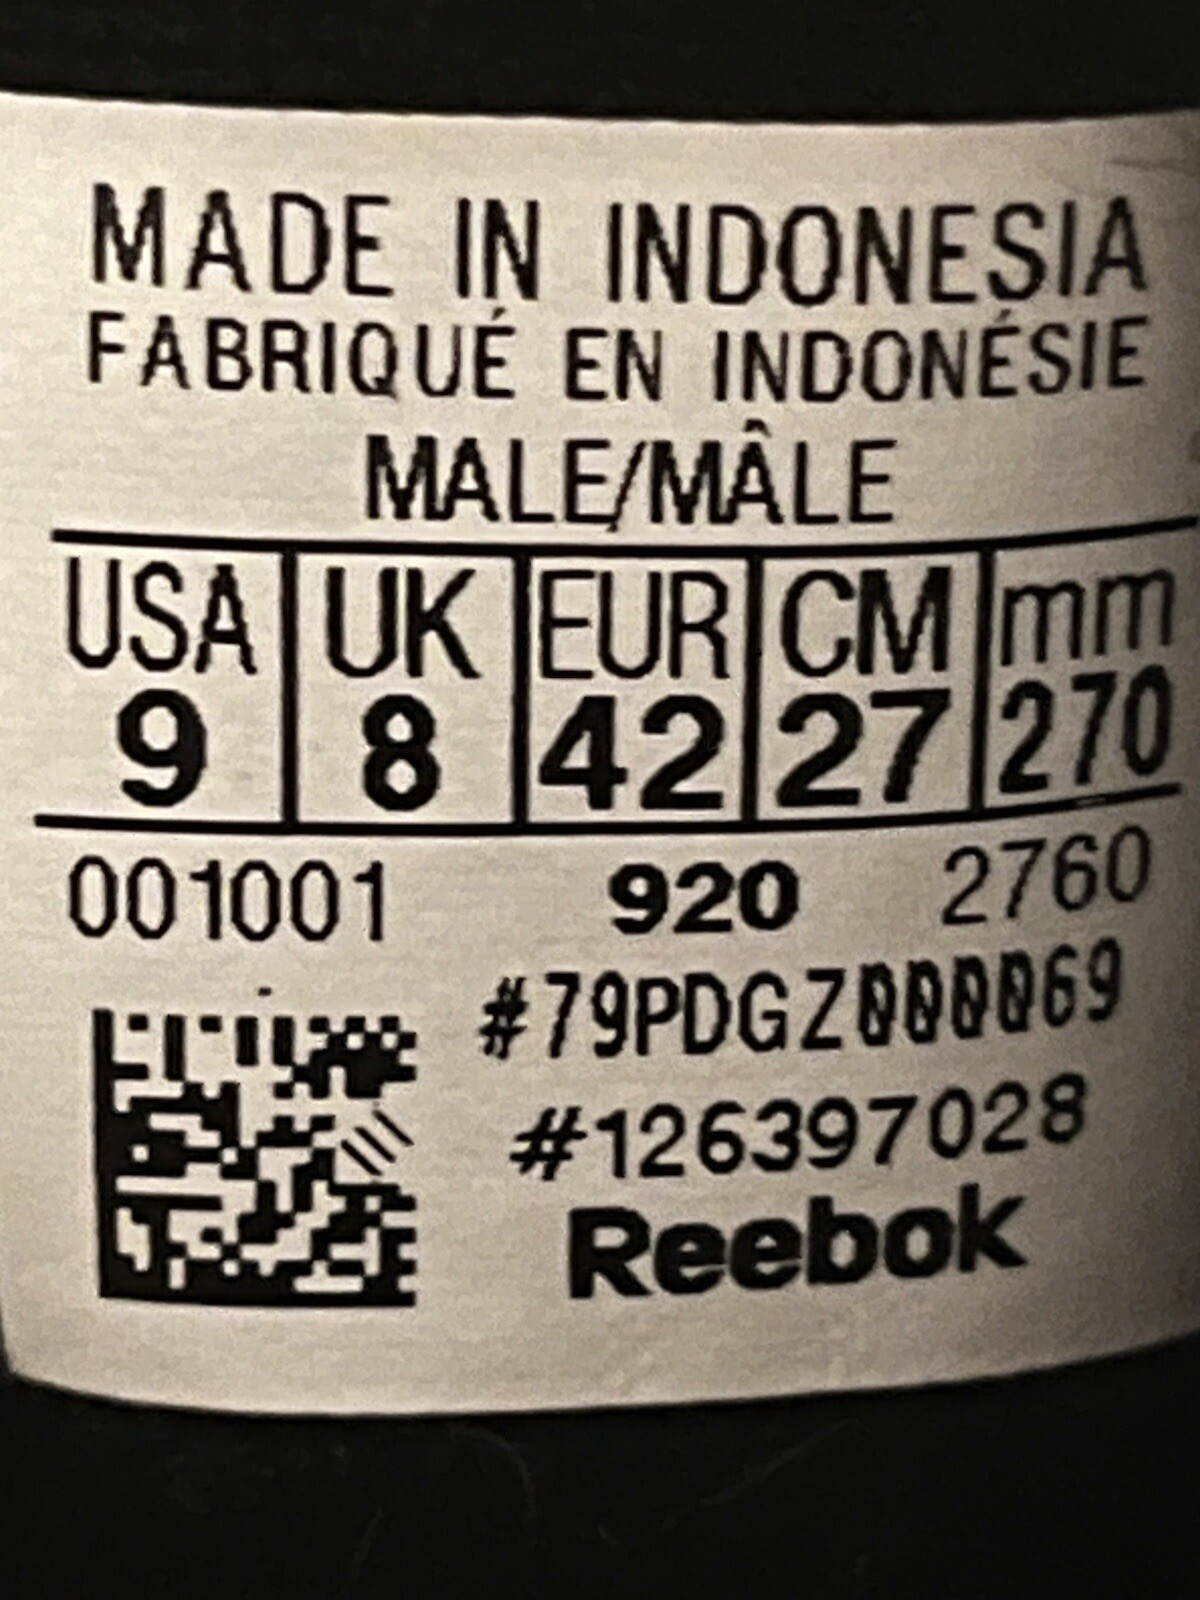 MADE IN INDONESIA
FABRIQUÉ EN INDONÉSIE
MALE/MÂLE
USA UK EUR CM mm
9 8 42 27 270
001001 920 2760
#79PDGZ000069
#126397028
Reebok